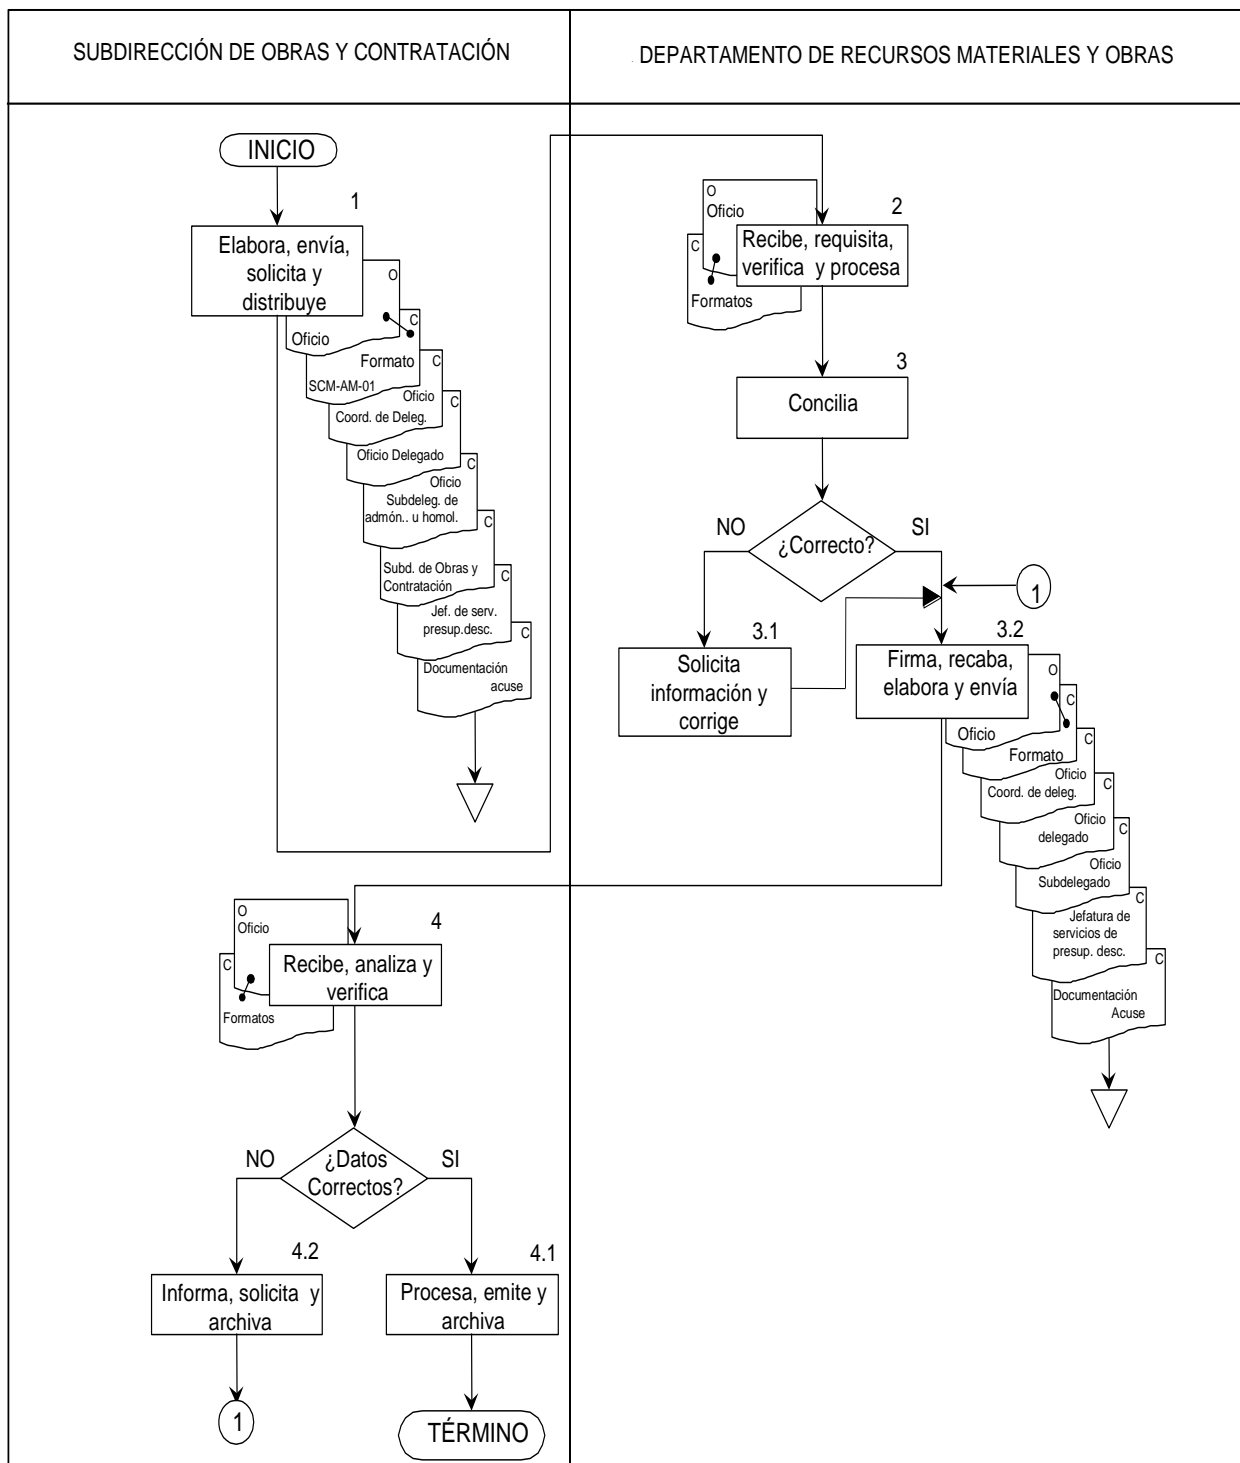 SUBDIRECCIÓN DE OBRAS Y CONTRATACIÓN
DEPARTAMENTO DE RECURSOS MATERIALES Y OBRAS
INICIO
1
Elabora, envía,
solicita y
distribuye
O
Oficio
C
Formato
SCM-AM-01
C
Oficio
Coord. de Deleg.
C
Oficio Delegado
C
Oficio
Subdeleg. de
admón.. u homol.
C
Subd. de Obras y
Contratación
C
Jef. de serv.
presup.desc.
C
Documentación
acuse
O
Oficio
C
Formatos
2
Recibe, requisita,
verifica y procesa
3
Concilia
¿Correcto?
NO
SI
1
3.1
Solicita
información y
corrige
3.2
Firma, recaba,
elabora y envía
O
Oficio
C
Formato
C
Oficio
Coord. de deleg.
C
Oficio
delegado
C
Oficio
Subdelegado
C
Jefatura de
servicios de
presup. desc.
C
Documentación
Acuse
O
Oficio
C
Formatos
4
Recibe, analiza y
verifica
¿Datos
Correctos?
NO
SI
4.2
Informa, solicita y
archiva
1
4.1
Procesa, emite y
archiva
TÉRMINO